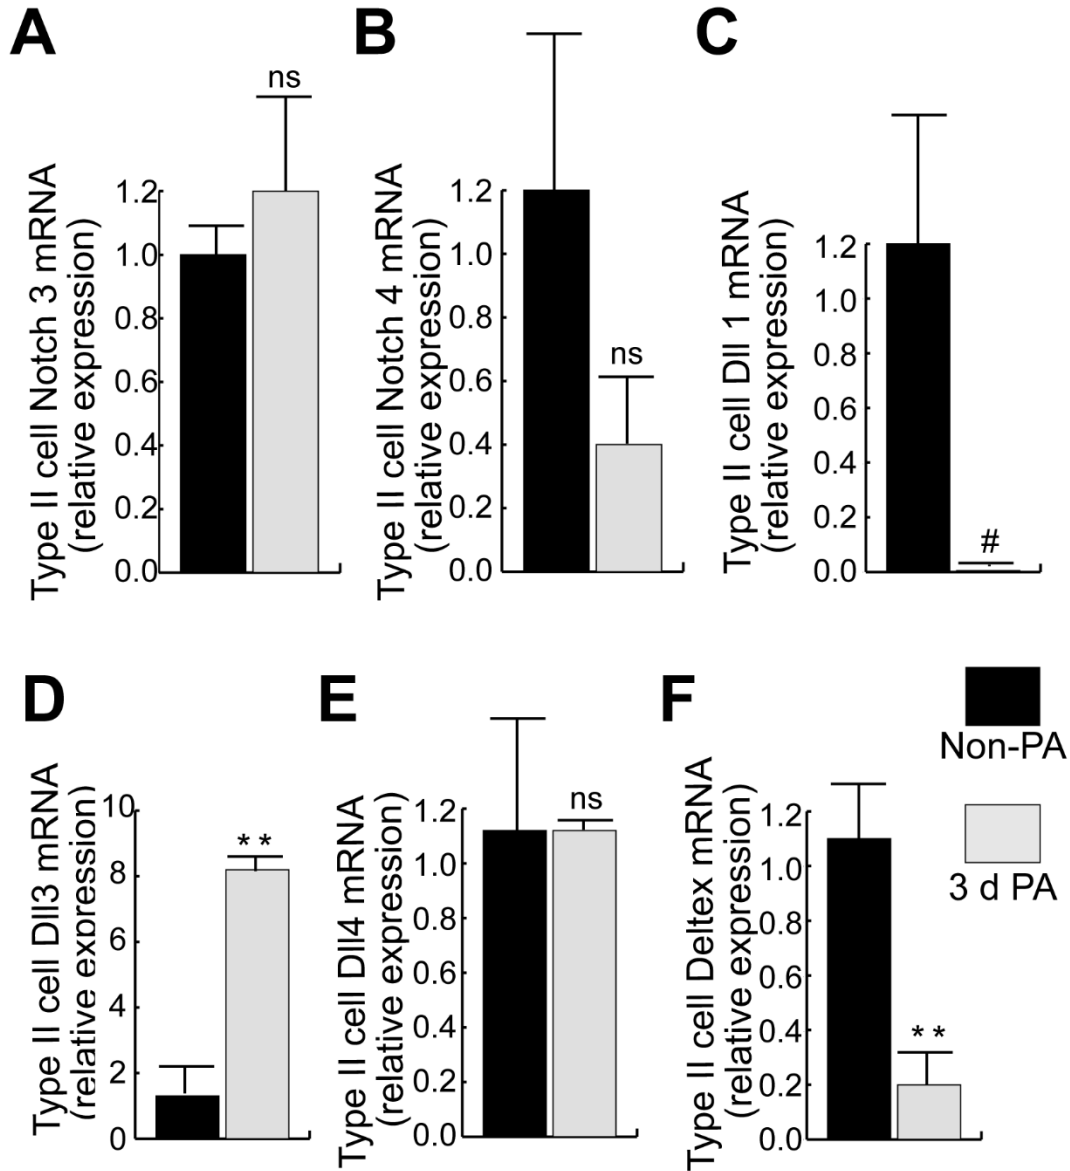 A
Type II cell Notch 3 mRNA
(relative expression)
1.2
1.0
0.8
0.6
0.4
0.2
0.0
ns
B
Type II cell Notch 4 mRNA
(relative expression)
1.2
1.0
0.8
0.6
0.4
0.2
0.0
ns
C
Type II cell Dll 1 mRNA
(relative expression)
1.2
1.0
0.8
0.6
0.4
0.2
0.0
#
D
Type II cell Dll3 mRNA
(relative expression)
10
8
6
4
2
0
**
E
Type II cell Dll4 mRNA
(relative expression)
1.2
1.0
0.8
0.6
0.4
0.2
0.0
ns
F
Type II cell Deltex mRNA
(relative expression)
1.2
1.0
0.8
0.6
0.4
0.2
0.0
**
Non-PA
3 d PA